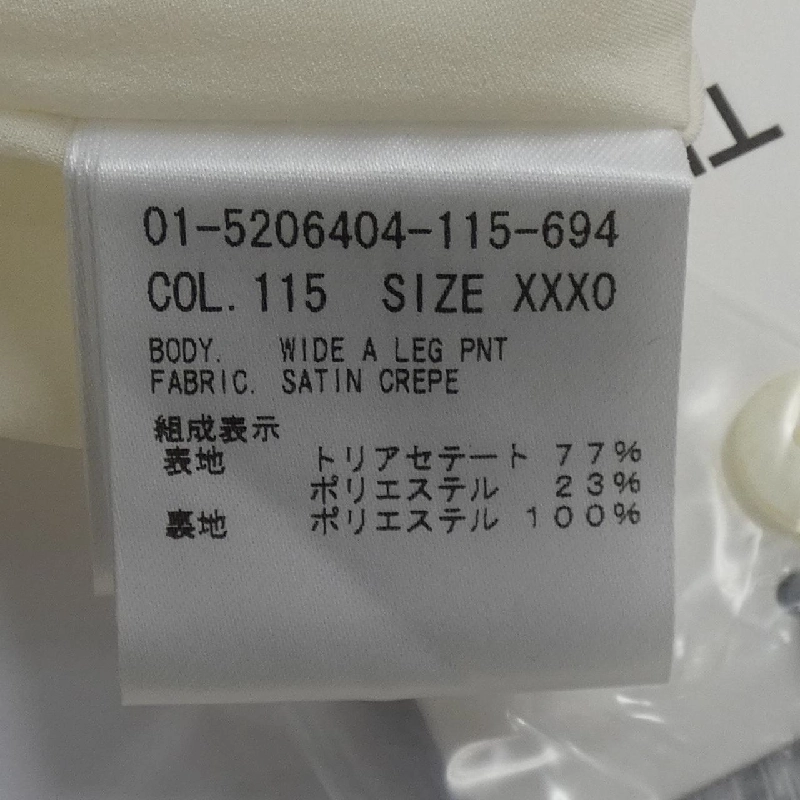 01-5206404-115-694
COL. 115 SIZE XXXO
BODY. WIDE A LEG PNT
FABRIC. SATIN CREPE
組成表示
表地 トリアセテート 77%
ポリエステル 23%
裏地 ポリエステル 100%